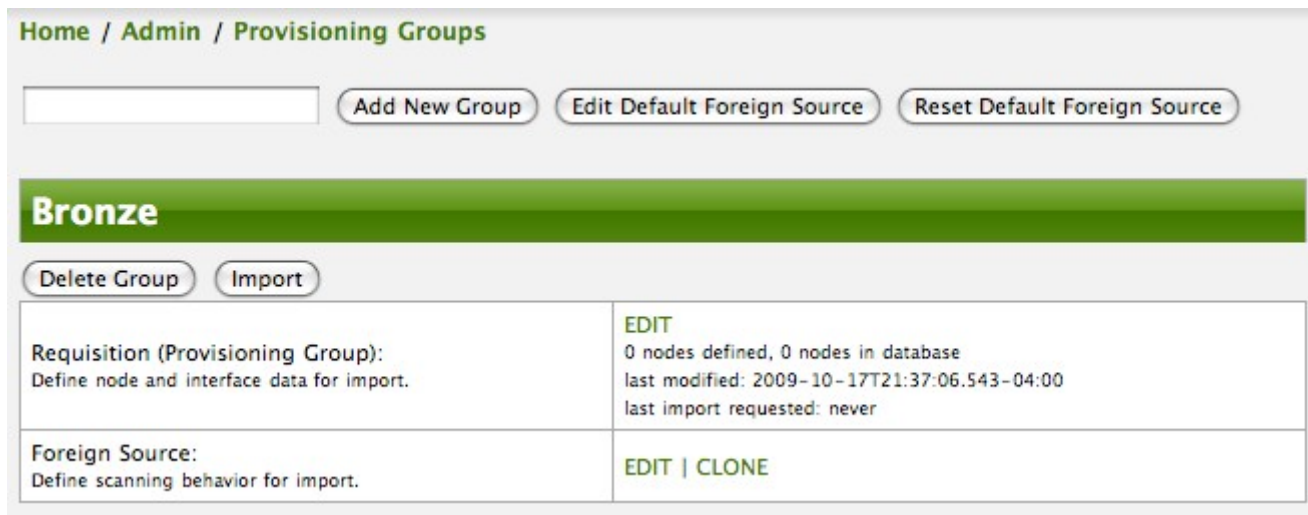 Home / Admin / Provisioning Groups
Add New Group Edit Default Foreign Source Reset Default Foreign Source
Bronze
Delete Group Import
Requisition (Provisioning Group):
Define node and interface data for import.
EDIT
0 nodes defined, 0 nodes in database
last modified: 2009-10-17T21:37:06.543-04:00
last import requested: never
Foreign Source:
Define scanning behavior for import.
EDIT | CLONE